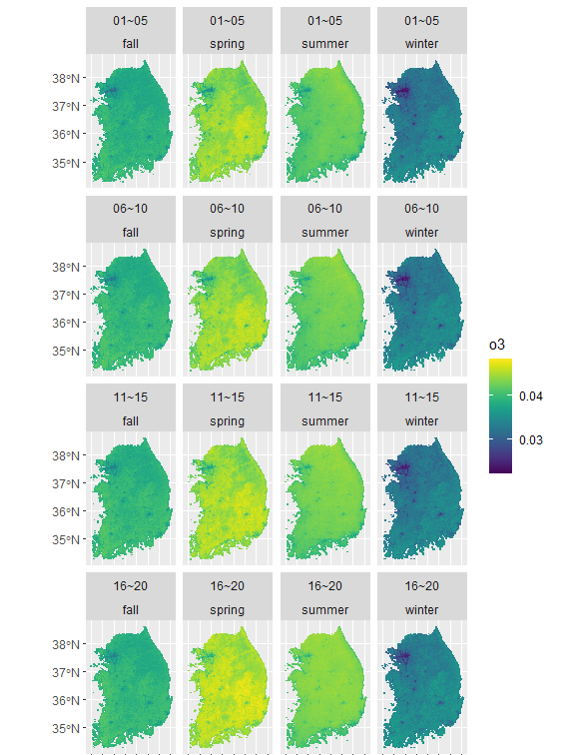 01~05 01~05 01~05 01~05
fall spring summer winter
38°N
37°N
36°N
35°N
06~10 06~10 06~10 06~10
fall spring summer winter
38°N
37°N
36°N
35°N
o3
0.04
0.03
11~15 11~15 11~15 11~15
fall spring summer winter
38°N
37°N
36°N
35°N
16~20 16~20 16~20 16~20
fall spring summer winter
38°N
37°N
36°N
35°N